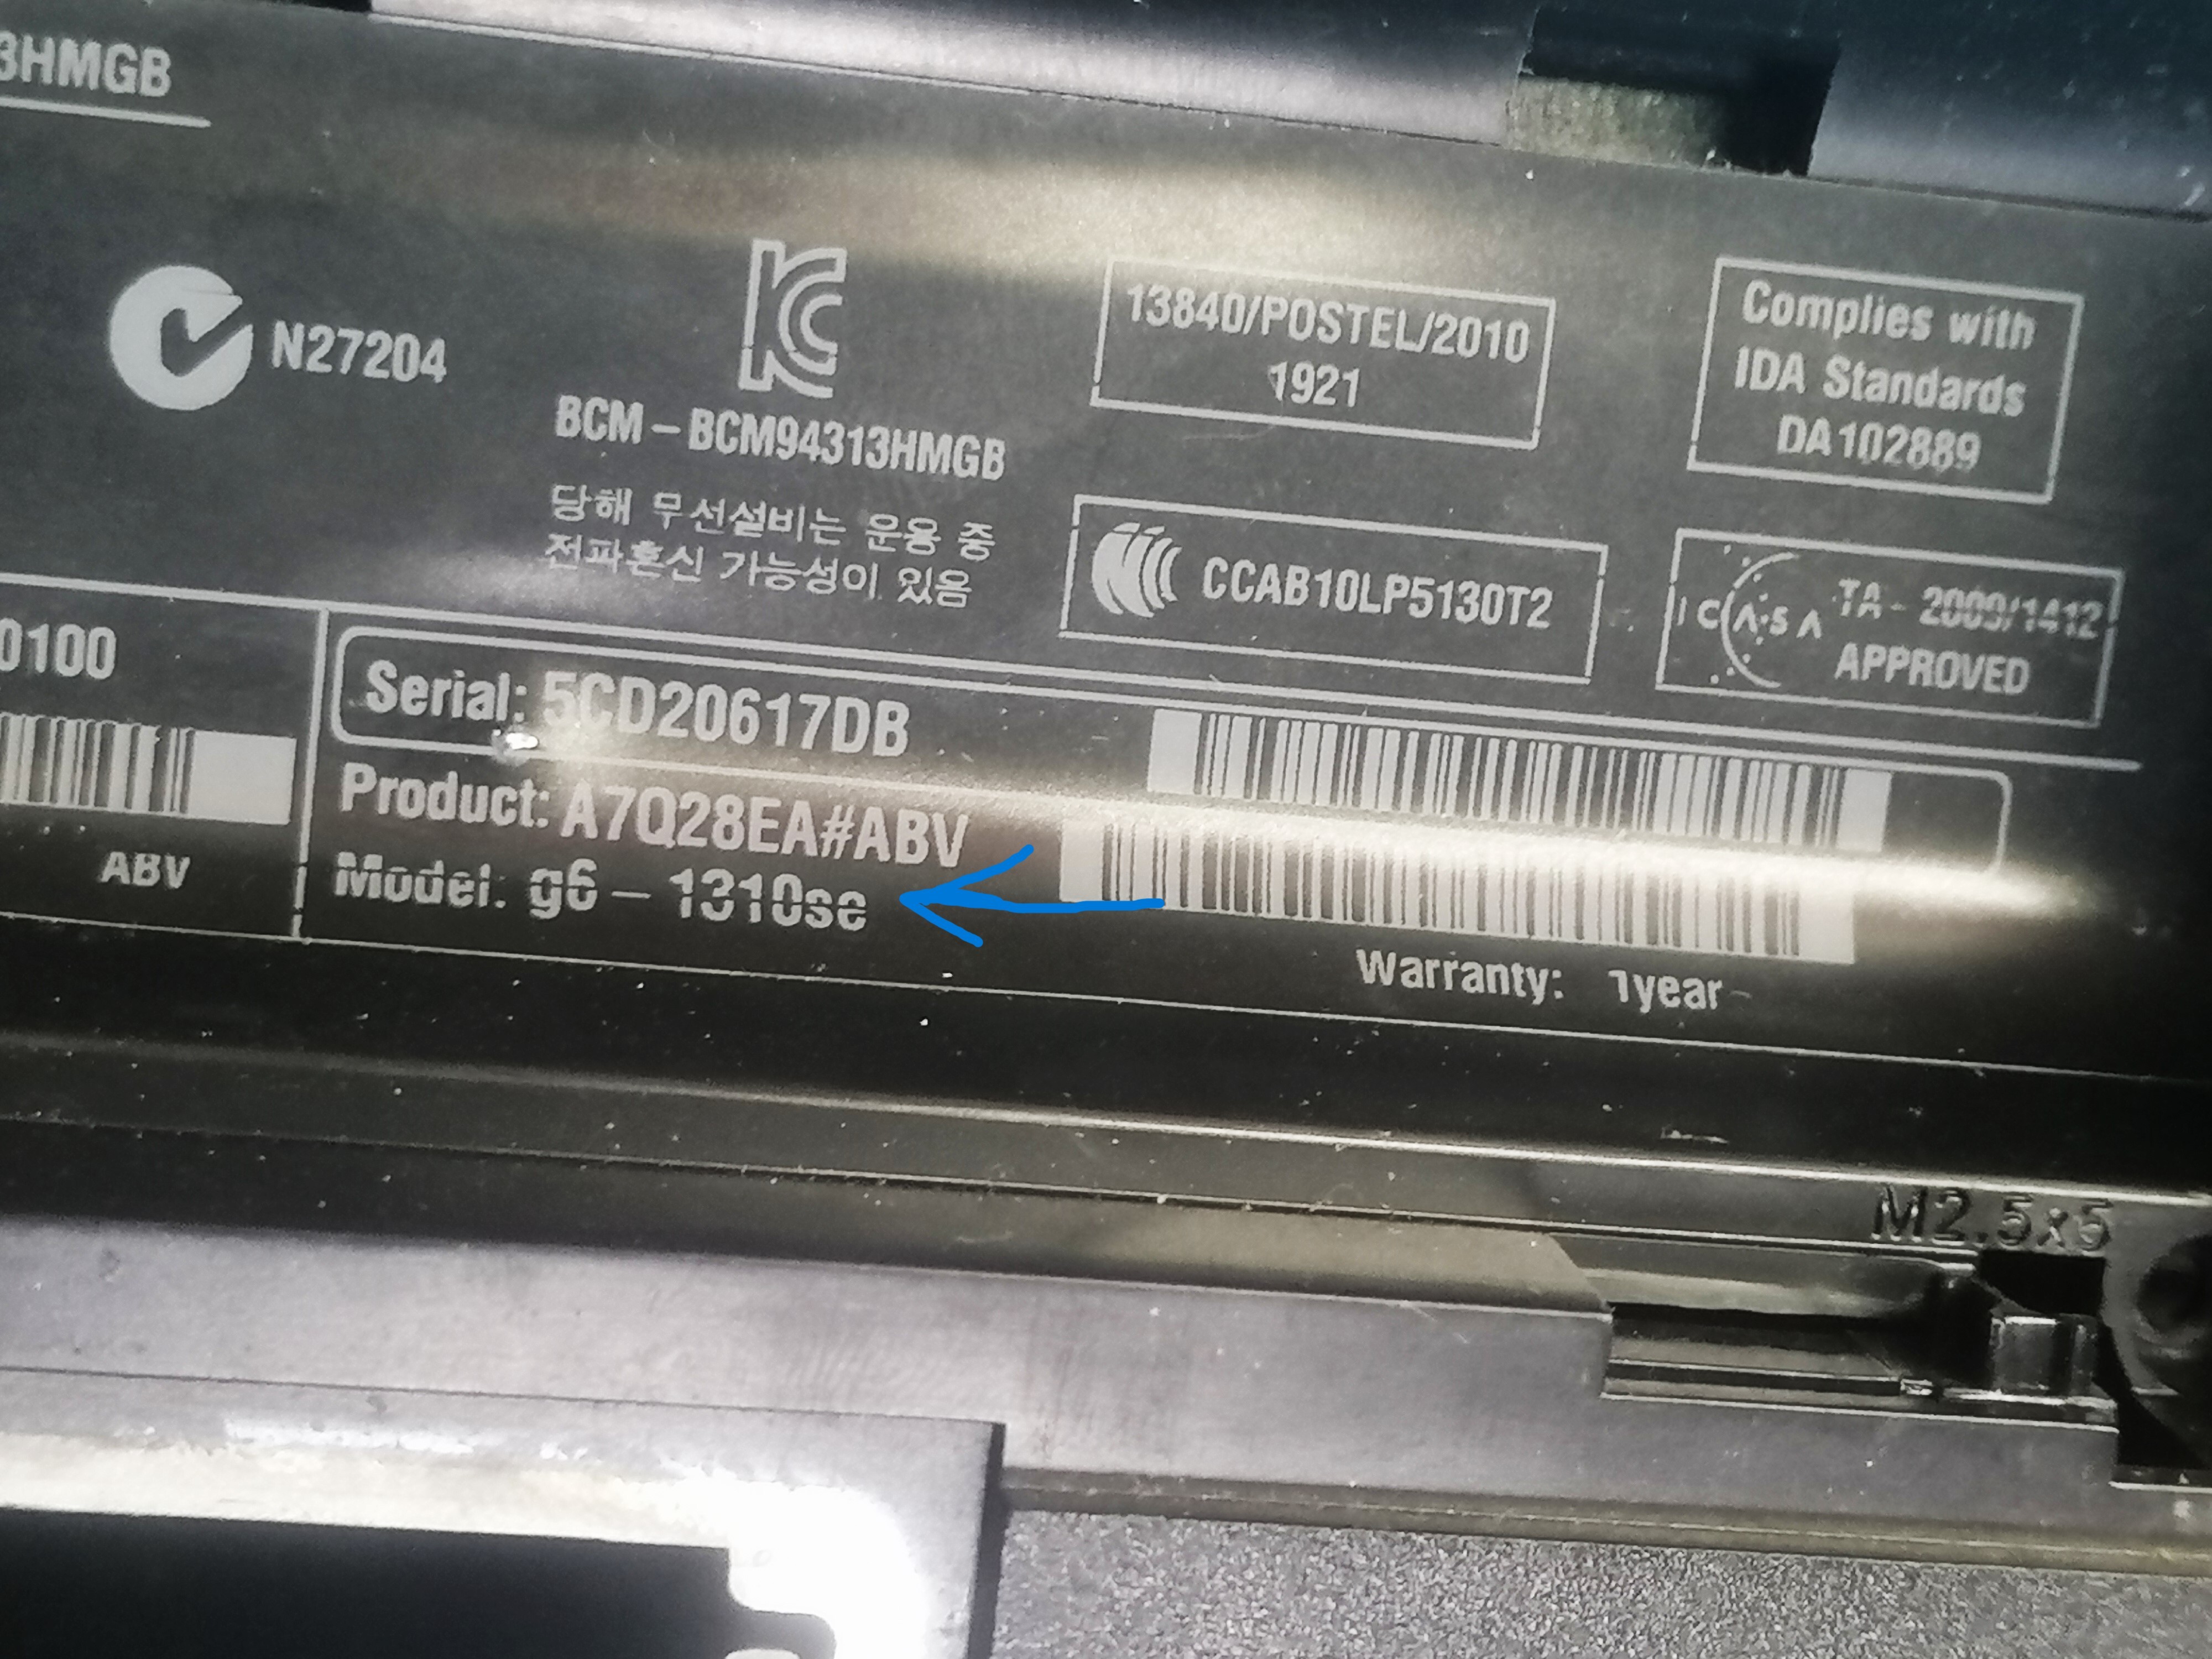 3HMGB
N27204
BCM - BCM94313HMGB
당해 무선설비는 운용 중
전파혼신 가능성이 있음
13840/POSTEL/2010
1921
Complies with
IDA Standards
DA102889
CCAB10LP5130T2
ICASA TA - 2009/1412
APPROVED
0100
ABV
Serial: 5CD20617DB
Product: A7Q28EA#ABV
Model: g6 - 1310se
Warranty: 1year
M2.5x5